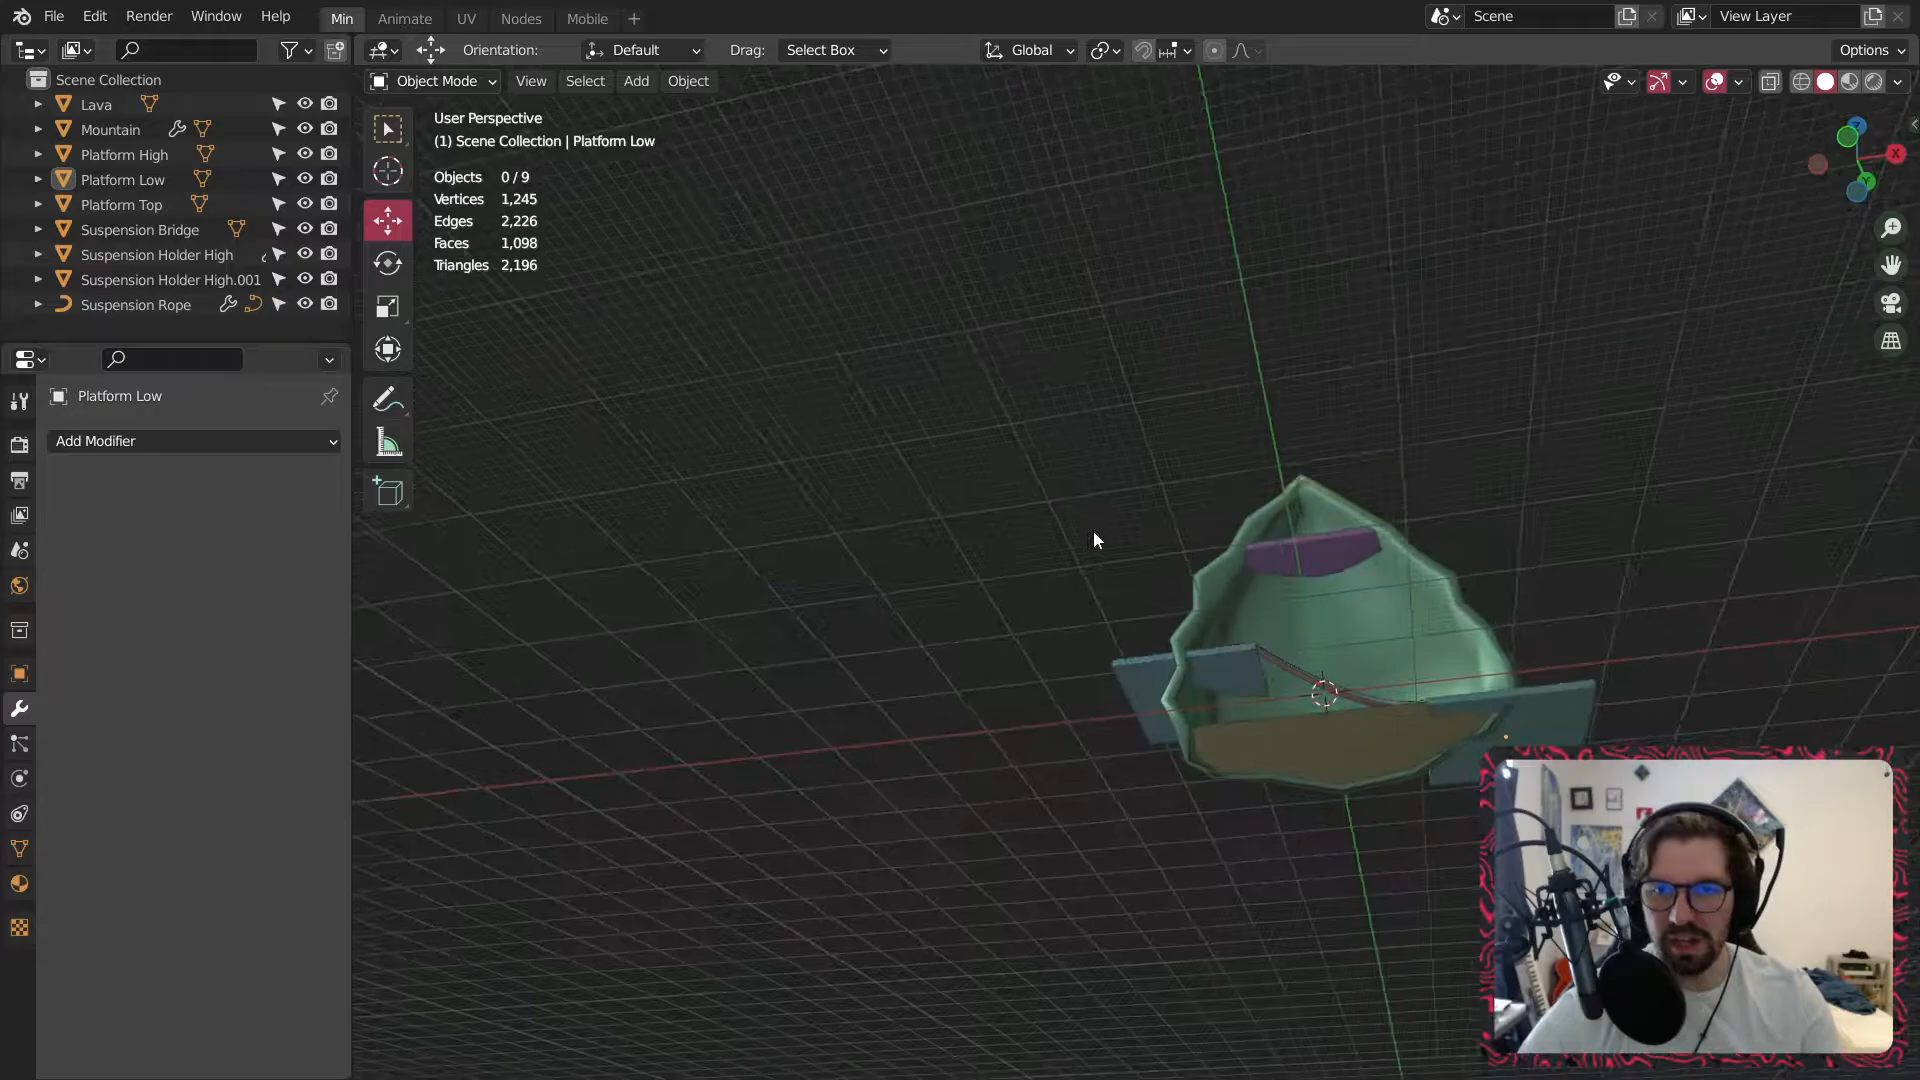 File Edit Render Window Help Min Animate UV Nodes Mobile Scene View Layer
Orientation: Default Drag: Select Box Global Options
Scene Collection
Object Mode View Select Add Object
Lava
Mountain
Platform High
Platform Low
Platform Top
Suspension Bridge
Suspension Holder High
Suspension Holder High.001
Suspension Rope
User Perspective
(1) Scene Collection | Platform Low
Objects 0 / 9
Vertices 1,245
Edges 2,226
Faces 1,098
Triangles 2,196
Z
X
Y
Platform Low
Add Modifier